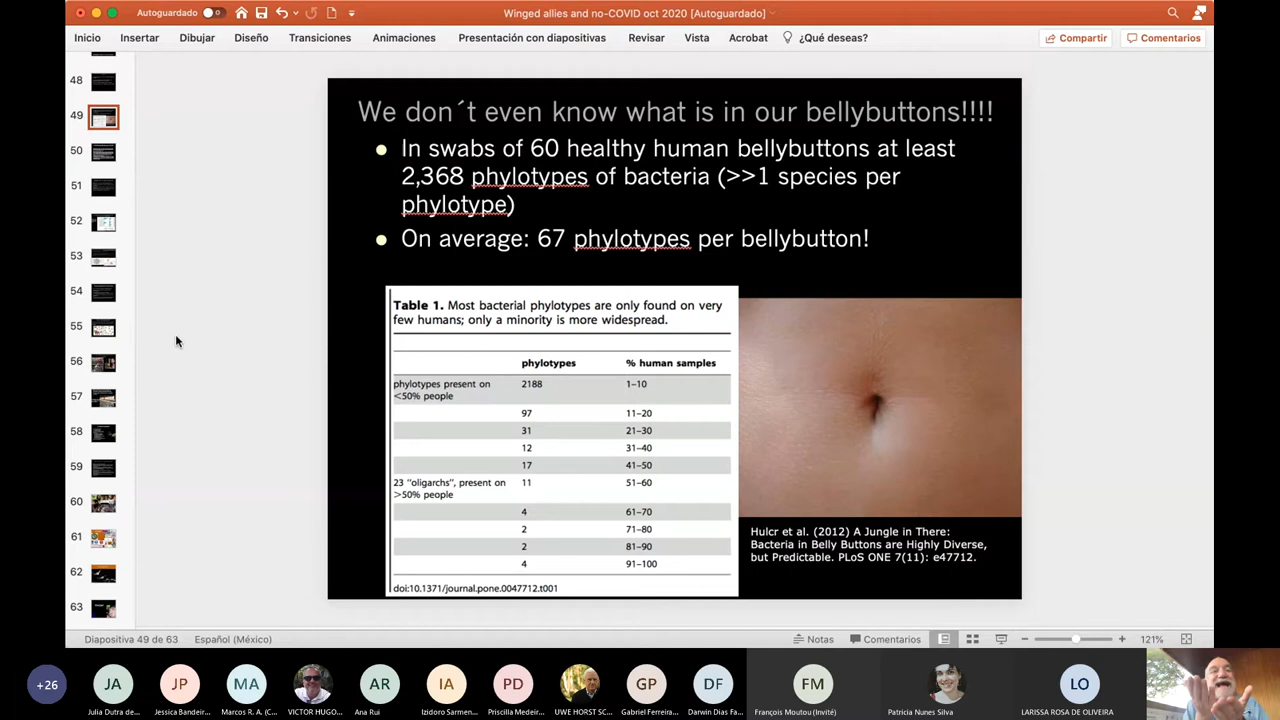 Autoguardado
Winged allies and no-COVID oct 2020 [Autoguardado]
Inicio Insertar Dibujar Diseño Transiciones Animaciones Presentación con diapositivas Revisar Vista Acrobat ¿Qué deseas? Compartir Comentarios
48
49
50
51
52
53
54
55
56
57
58
59
60
61
62
63
We don´t even know what is in our bellybuttons!!!!
In swabs of 60 healthy human bellybuttons at least
2,368 phylotypes of bacteria (>>1 species per
phylotype)
On average: 67 phylotypes per bellybutton!
Table 1. Most bacterial phylotypes are only found on very
few humans; only a minority is more widespread.
phylotypes % human samples
phylotypes present on 2188 1–10
<50% people
97 11–20
31 21–30
12 31–40
17 41–50
23 "oligarchs", present on 11 51–60
>50% people
4 61–70
2 71–80
2 81–90
4 91–100
doi:10.1371/journal.pone.0047712.t001
Hulcr et al. (2012) A Jungle in There:
Bacteria in Belly Buttons are Highly Diverse,
but Predictable. PLoS ONE 7(11): e47712.
Diapositiva 49 de 63 Español (México) Notas Comentarios 121%
+26 JA JP MA AR IA PD GP DF FM LO
Julia Dutra de... Jessica Bandeir... Marcos R. A. (C... VICTOR HUGO... Ana Rui Izidoro Sarmen... Priscilla Medeir... UWE HORST SC... Gabriel Ferreira... Darwin Dias Fa... François Moutou (Invité) Patricia Nunes Silva LARISSA ROSA DE OLIVEIRA